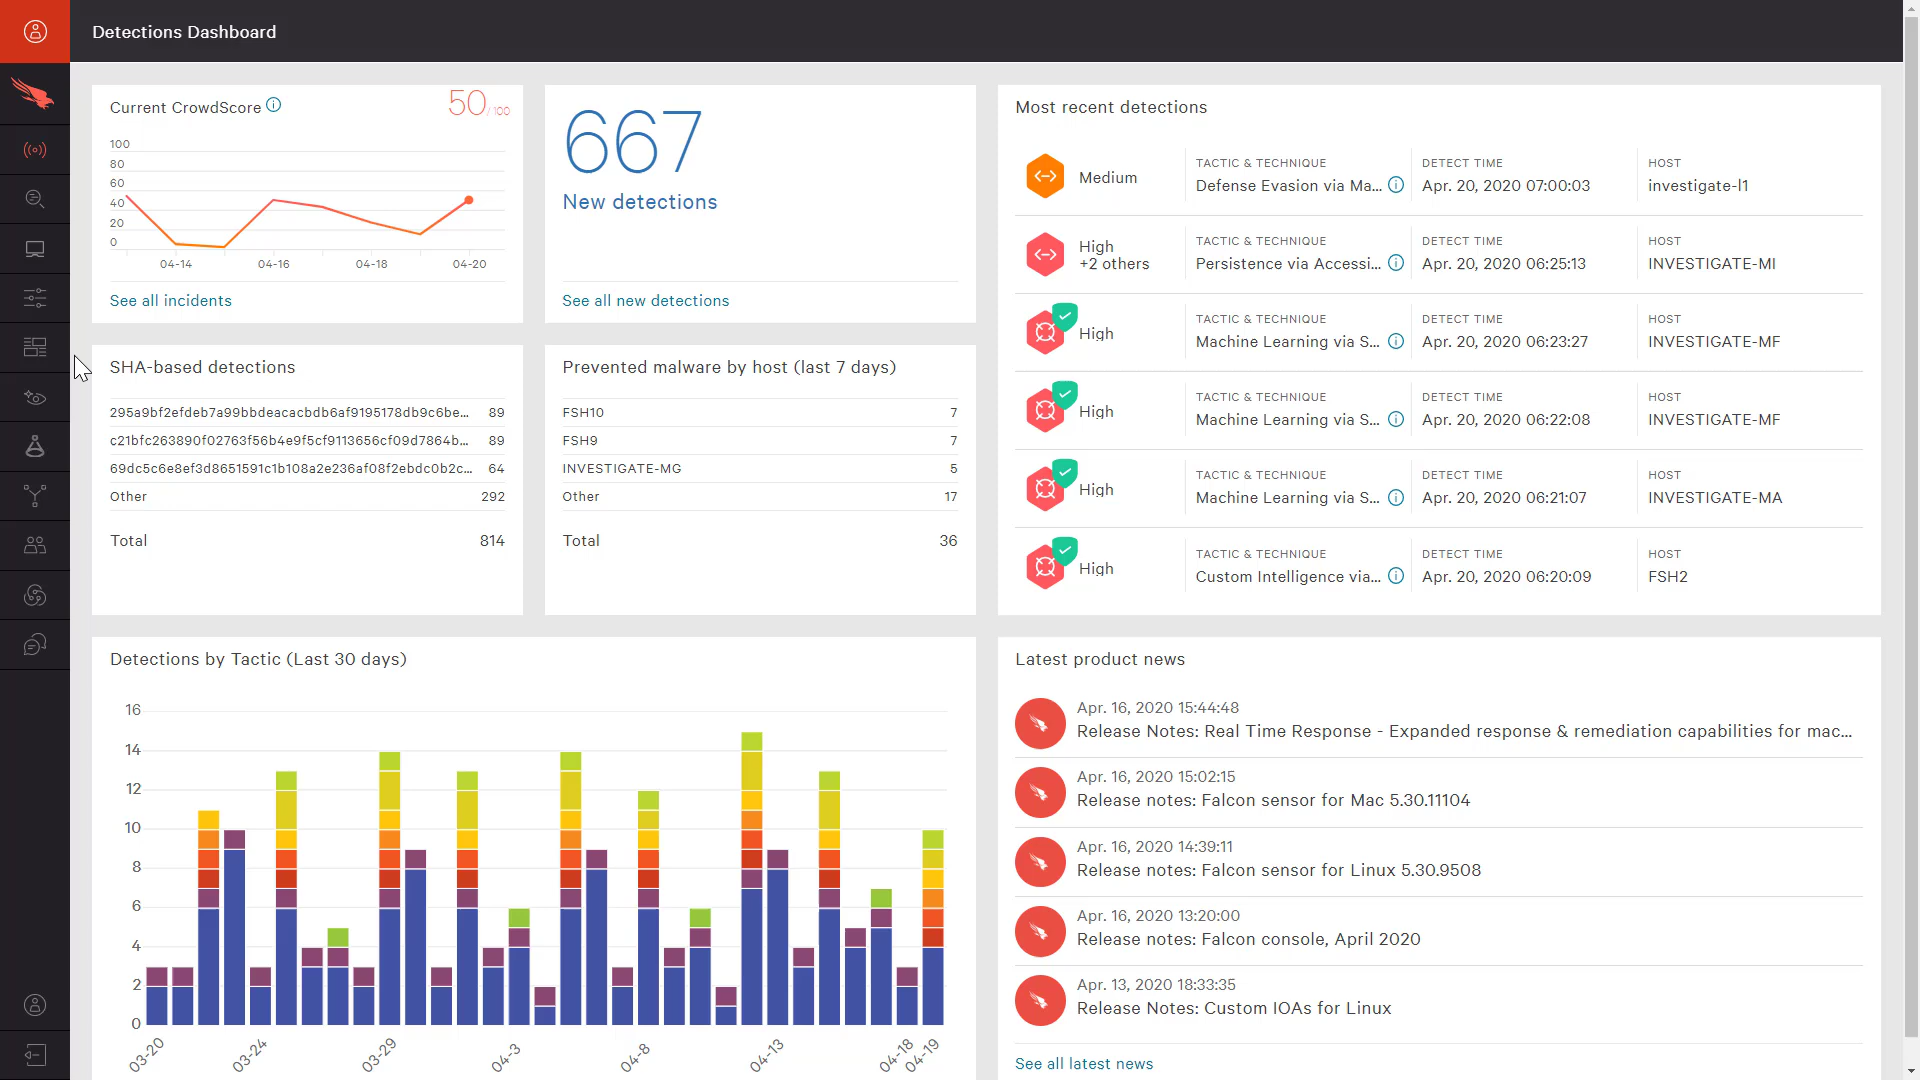 Detections Dashboard
Current CrowdScore
50 / 100
100
80
60
40
20
0
04-14 04-16 04-18 04-20
See all incidents
667
New detections
See all new detections
SHA-based detections
295a9bf2efdeb7a99bbdeacacbdb6af9195178db9c6be... 89
c21bfc263890f02763f56b4e9f5cf9113656cf09d7864b... 89
69dc5c6e8ef3d8651591c1b108a2e236af08f2ebdc0b2c... 64
Other 292
Total 814
Prevented malware by host (last 7 days)
FSH10 7
FSH9 7
INVESTIGATE-MG 5
Other 17
Total 36
Most recent detections
Medium
TACTIC & TECHNIQUE
Defense Evasion via Ma...
DETECT TIME
Apr. 20, 2020 07:00:03
HOST
investigate-l1
High
+2 others
TACTIC & TECHNIQUE
Persistence via Accessi...
DETECT TIME
Apr. 20, 2020 06:25:13
HOST
INVESTIGATE-MI
High
TACTIC & TECHNIQUE
Machine Learning via S...
DETECT TIME
Apr. 20, 2020 06:23:27
HOST
INVESTIGATE-MF
High
TACTIC & TECHNIQUE
Machine Learning via S...
DETECT TIME
Apr. 20, 2020 06:22:08
HOST
INVESTIGATE-MF
High
TACTIC & TECHNIQUE
Machine Learning via S...
DETECT TIME
Apr. 20, 2020 06:21:07
HOST
INVESTIGATE-MA
High
TACTIC & TECHNIQUE
Custom Intelligence via...
DETECT TIME
Apr. 20, 2020 06:20:09
HOST
FSH2
Detections by Tactic (Last 30 days)
16
14
12
10
8
6
4
2
0
03-20 03-24 03-29 04-3 04-8 04-13 04-18 04-19
Latest product news
Apr. 16, 2020 15:44:48
Release Notes: Real Time Response - Expanded response & remediation capabilities for mac...
Apr. 16, 2020 15:02:15
Release notes: Falcon sensor for Mac 5.30.11104
Apr. 16, 2020 14:39:11
Release notes: Falcon sensor for Linux 5.30.9508
Apr. 16, 2020 13:20:00
Release notes: Falcon console, April 2020
Apr. 13, 2020 18:33:35
Release Notes: Custom IOAs for Linux
See all latest news